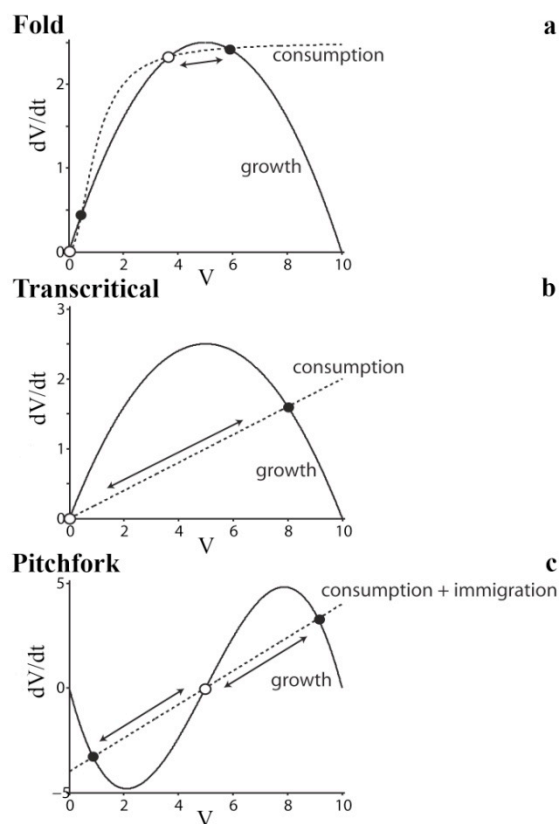 Fold a
dV/dt
2
1
0
consumption
growth
0 2 4 6 8 10
V
Transcritical b
dV/dt
3
2
1
0
consumption
growth
0 2 4 6 8 10
V
Pitchfork c
dV/dt
5
0
–5
consumption + immigration
growth
0 2 4 6 8 10
V